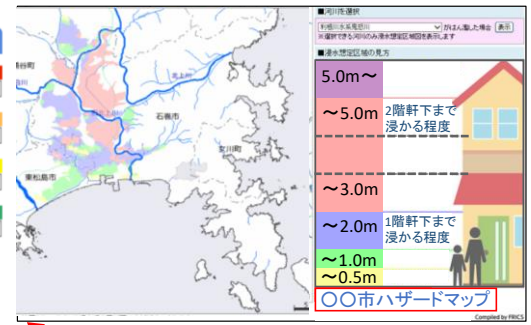 ■河川を選択
がはん濫した場合 表示
※選択できる河川のみ浸水想定区域図を表示します
■浸水想定区域の見方
5.0m～
～5.0m 2階軒下まで
浸かる程度
～3.0m
～2.0m 1階軒下まで
浸かる程度
～1.0m
～0.5m
〇〇市ハザードマップ
Compiled by FRICS
石巻市
女川町
東松島市